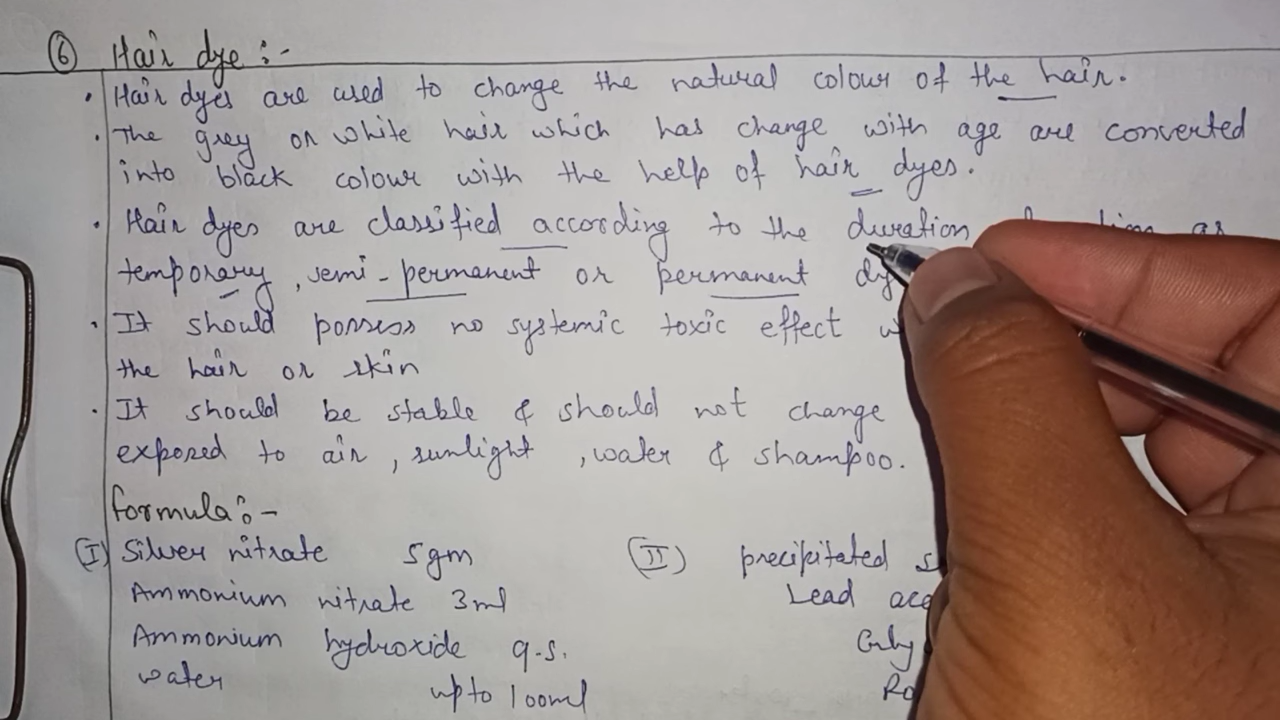 ⑥ Hair dye :-
• Hair dyes are used to change the natural colour of the hair.
• The grey or white hair which has change with age are converted
into black colour with the help of hair dyes.
• Hair dyes are classified according to the duration as
temporary, semi-permanent or permanent
• It should possess no systemic toxic effect
the hair or skin
• It should be stable & should not change
exposed to air, sunlight, water & shampoo.
formula :-
(I) Silver nitrate 5gm
Ammonium nitrate 3ml
Ammonium hydroxide q.s.
water upto 100ml
(II) precipitated
Lead